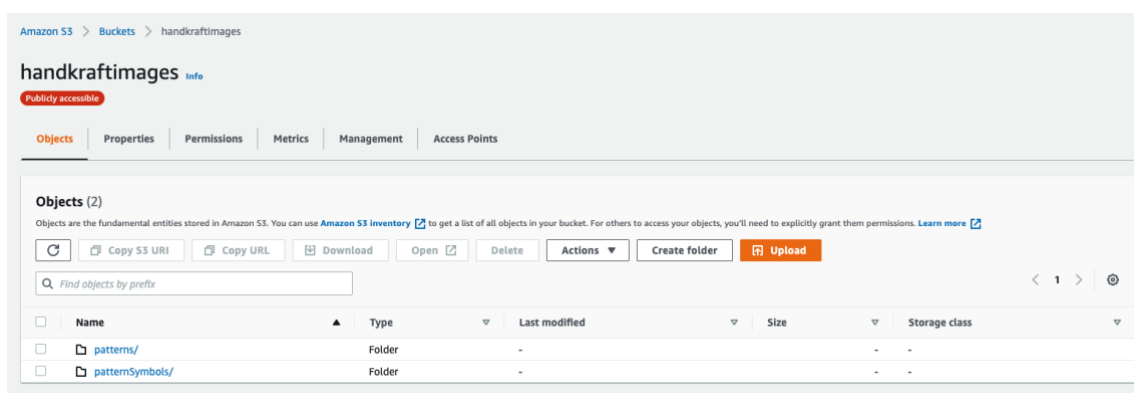 Amazon S3 > Buckets > handkraftimages
handkraftimages Info
Publicly accessible
Objects Properties Permissions Metrics Management Access Points
Objects (2)
Objects are the fundamental entities stored in Amazon S3. You can use Amazon S3 inventory to get a list of all objects in your bucket. For others to access your objects, you'll need to explicitly grant them permissions. Learn more
Copy S3 URI Copy URL Download Open Delete Actions ▼ Create folder Upload
Find objects by prefix < 1 >
Name ▲ Type Last modified Size Storage class
patterns/ Folder - - -
patternSymbols/ Folder - - -